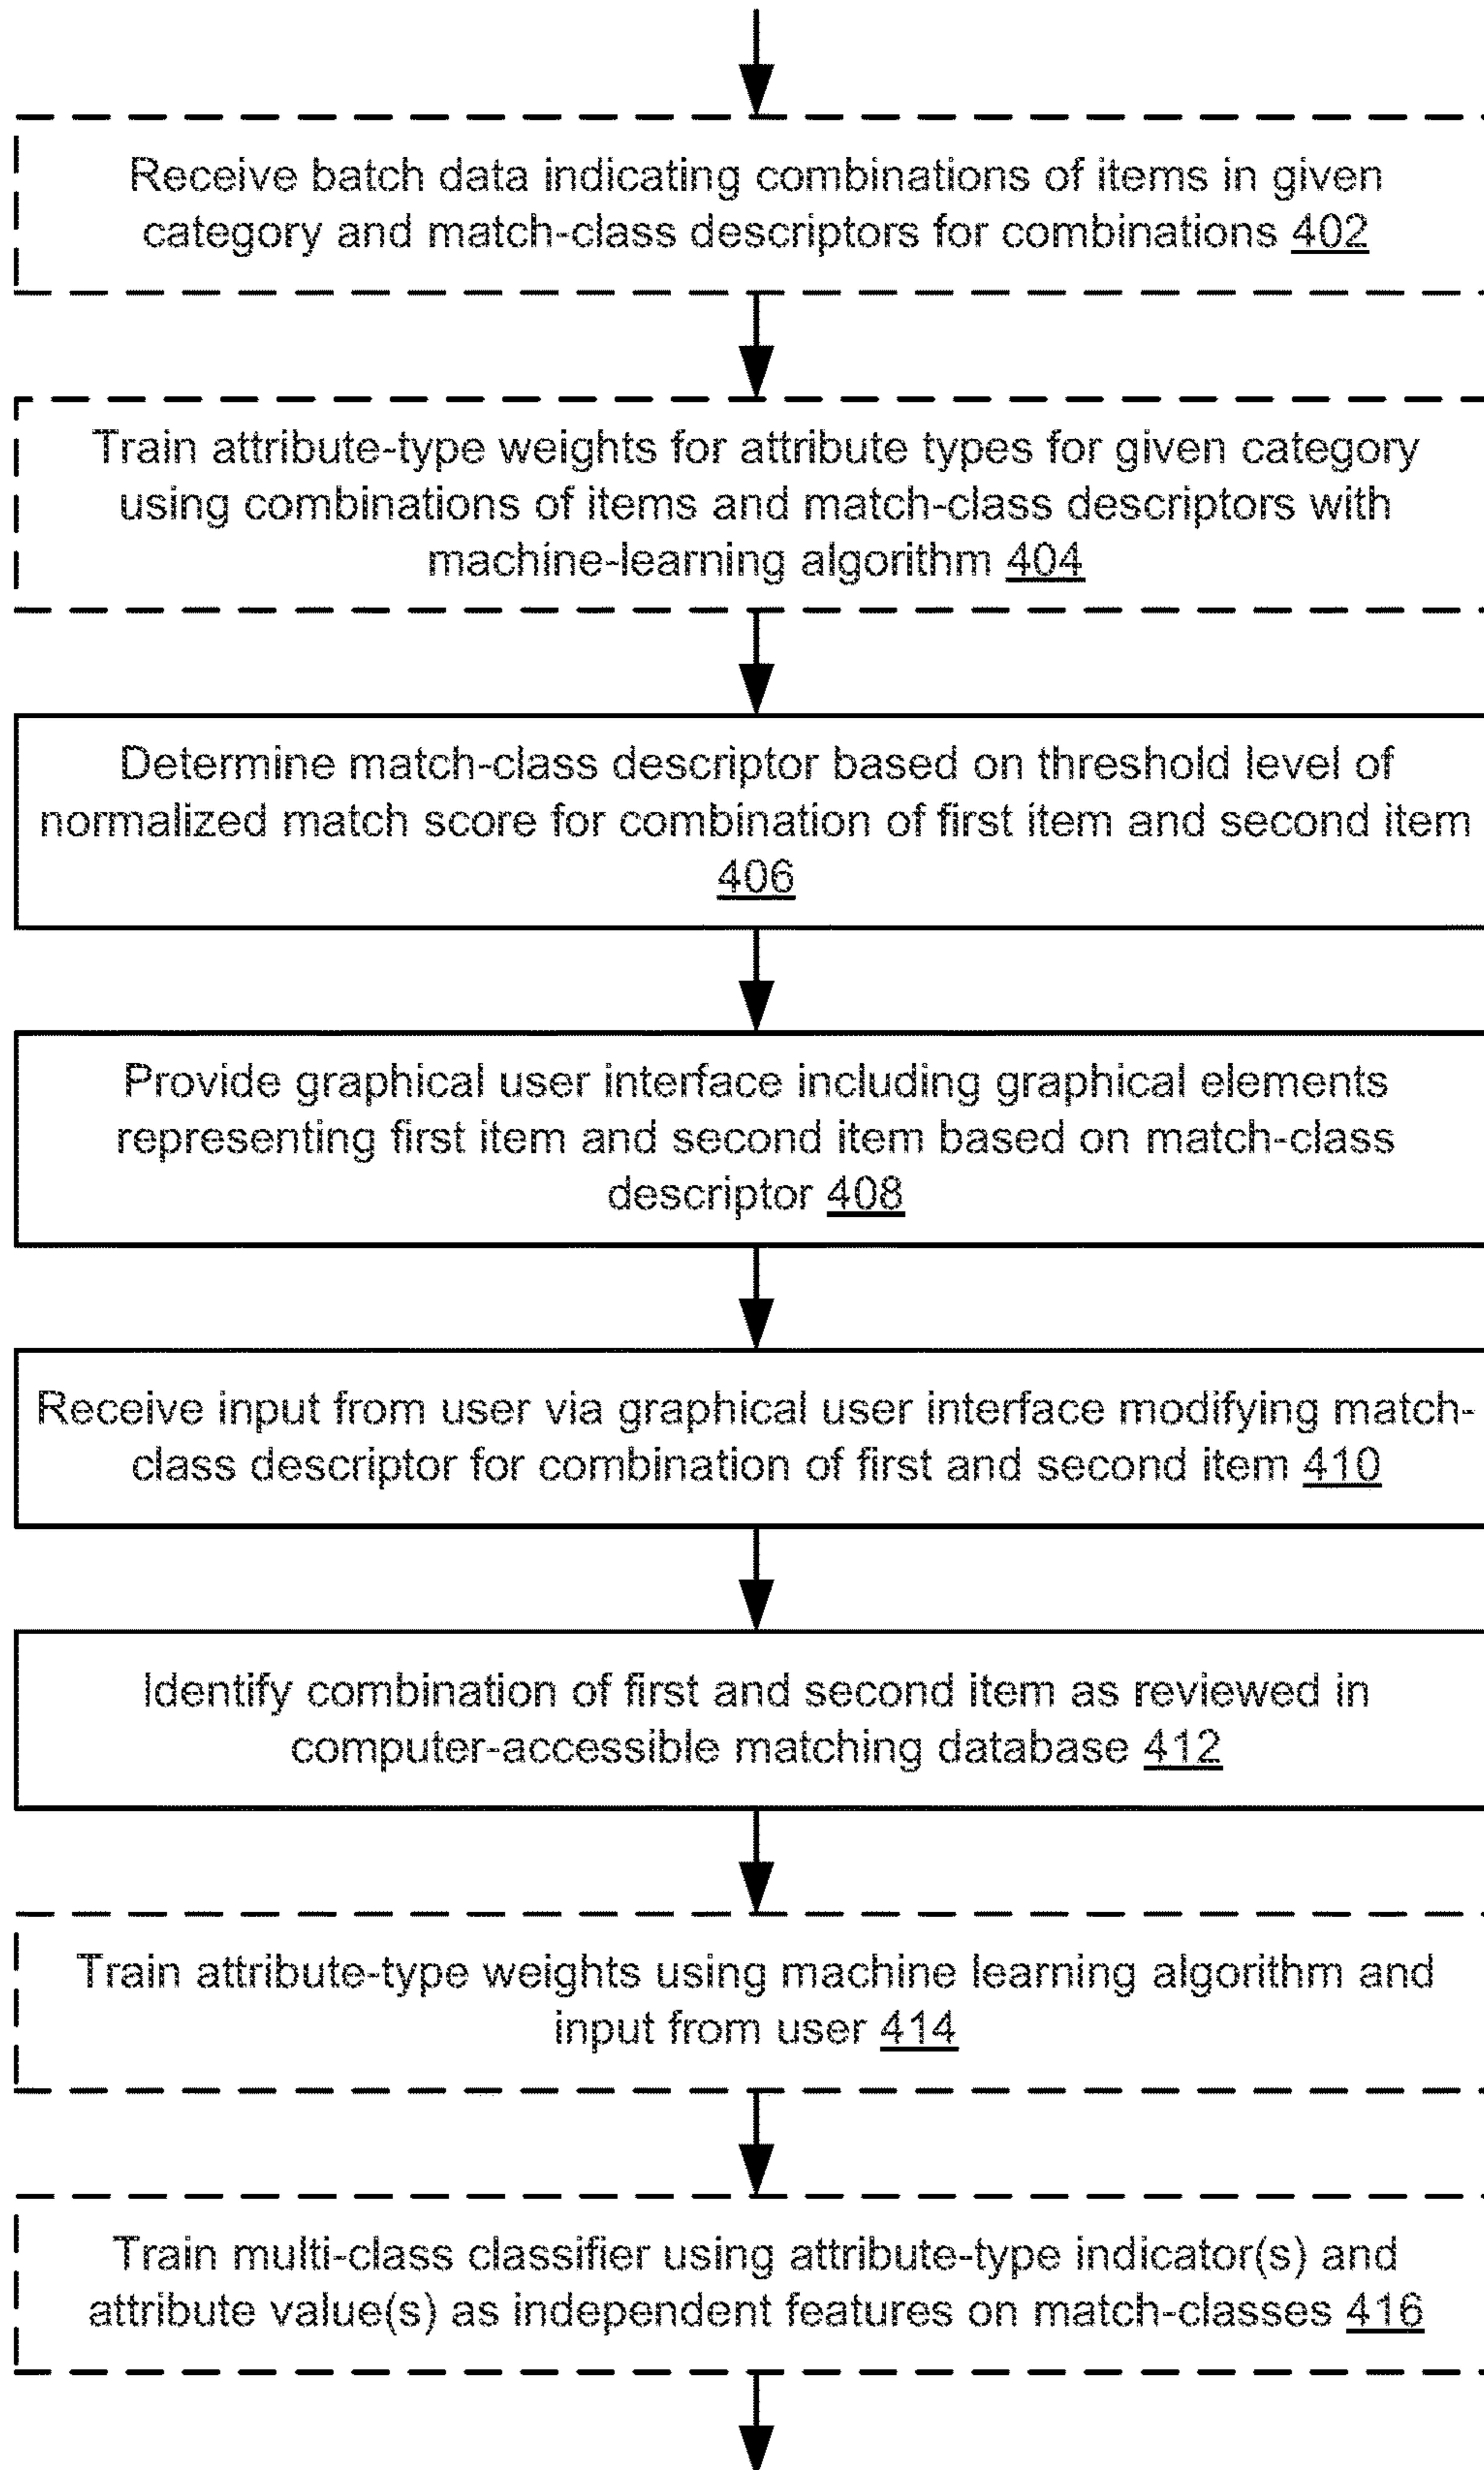 Receive batch data indicating combinations of items in given
category and match-class descriptors for combinations 402
Train attribute-type weights for attribute types for given category
using combinations of items and match-class descriptors with
machine-learning algorithm 404
Determine match-class descriptor based on threshold level of
normalized match score for combination of first item and second item
406
Provide graphical user interface including graphical elements
representing first item and second item based on match-class
descriptor 408
Receive input from user via graphical user interface modifying match-
class descriptor for combination of first and second item 410
Identify combination of first and second item as reviewed in
computer-accessible matching database 412
Train attribute-type weights using machine learning algorithm and
input from user 414
Train multi-class classifier using attribute-type indicator(s) and
attribute value(s) as independent features on match-classes 416